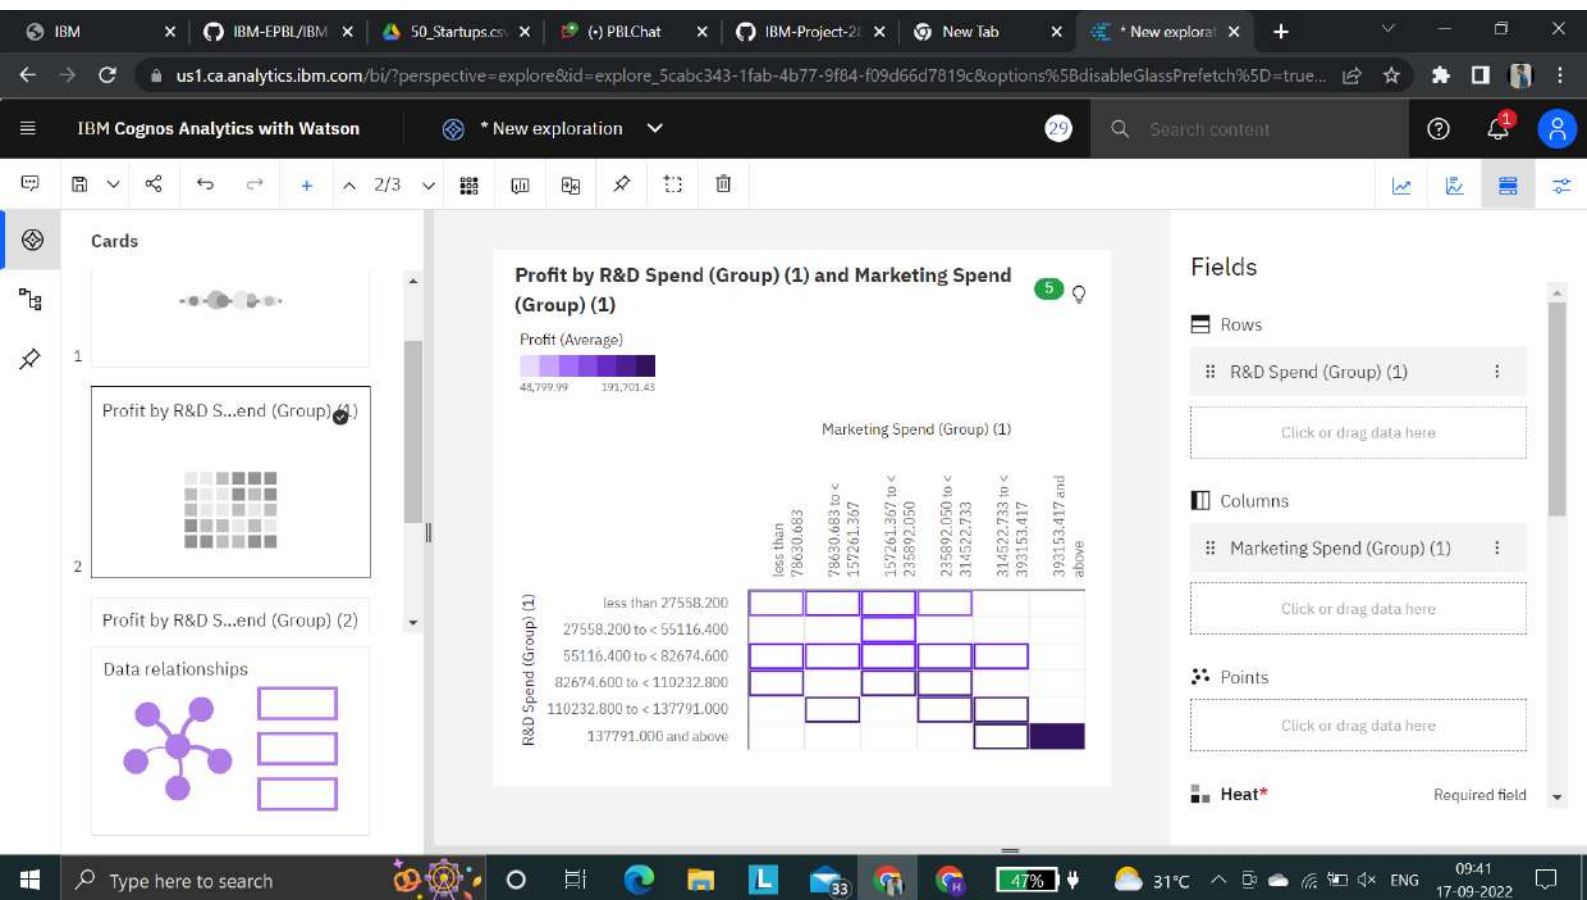 IBM
IBM-EPBL/IBM
50_Startups.cs
(•) PBLChat
IBM-Project-28
New Tab
* New explorat
us1.ca.analytics.ibm.com/bi/?perspective=explore&id=explore_5cabc343-1fab-4b77-9f84-f09d66d7819c&options%5BdisableGlassPrefetch%5D=true...
IBM Cognos Analytics with Watson
* New exploration
29
Search content
1
2/3
Cards
1
Profit by R&D S...end (Group) (1)
2
Profit by R&D S...end (Group) (2)
Data relationships
Profit by R&D Spend (Group) (1) and Marketing Spend
(Group) (1)
5
Profit (Average)
48,799.99 191,701.43
Marketing Spend (Group) (1)
less than
78630.683
78630.683 to <
157261.367
157261.367 to <
235892.050
235892.050 to <
314522.733
314522.733 to <
393153.417
393153.417 and
above
R&D Spend (Group) (1)
less than 27558.200
27558.200 to < 55116.400
55116.400 to < 82674.600
82674.600 to < 110232.800
110232.800 to < 137791.000
137791.000 and above
Fields
Rows
R&D Spend (Group) (1)
Click or drag data here
Columns
Marketing Spend (Group) (1)
Click or drag data here
Points
Click or drag data here
Heat*
Required field
Type here to search
L
33
H
47%
31°C
ENG
09:41
17-09-2022